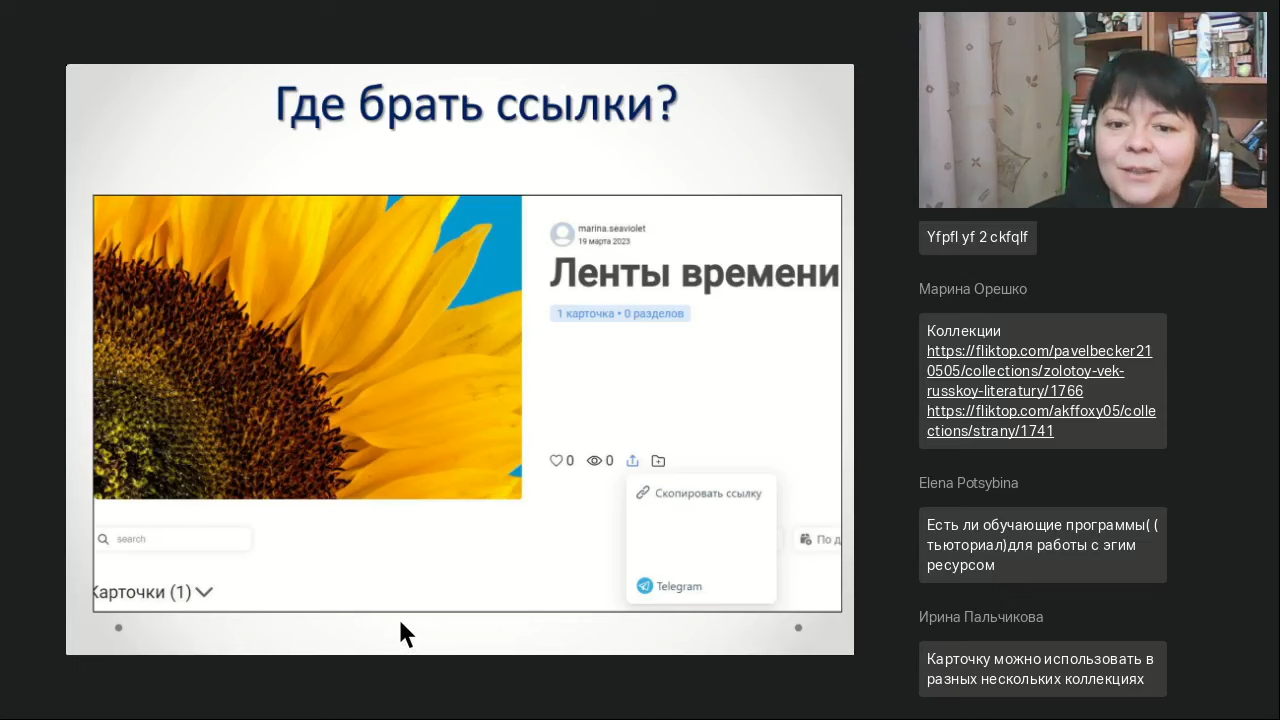 Где брать ссылки?
marina.seaviolet
19 марта 2023
Ленты времени
1 карточка • 0 разделов
0 0
Скопировать ссылку
search
По д
Telegram
Карточки (1)
Yfpfl yf 2 ckfqlf
Марина Орешко
Коллекции
https://fliktop.com/pavelbecker21
0505/collections/zolotoy-vek-
russkoy-literatury/1766
https://fliktop.com/akffoxy05/colle
ctions/strany/1741
Elena Potsybina
Есть ли обучающие программы( (
тьюториал)для работы с эгим
ресурсом
Ирина Пальчикова
Карточку можно использовать в
разных нескольких коллекциях